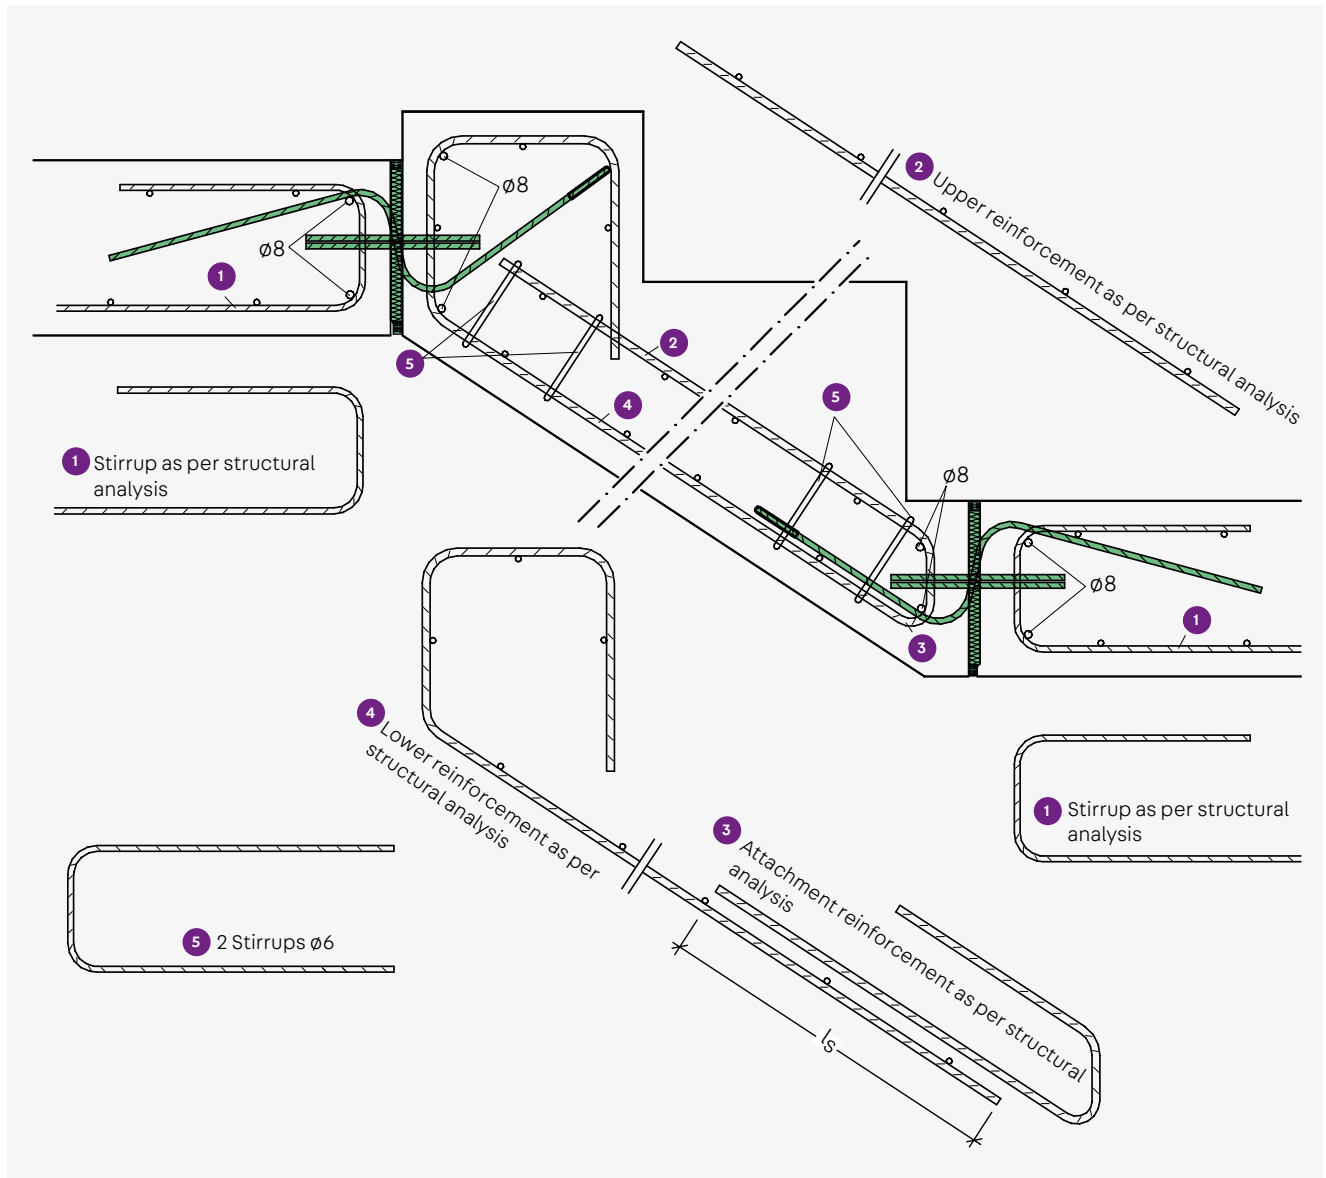 2 Upper reinforcement as per structural analysis
ø8
ø8
1
5
2
4
5
ø8
ø8
1
3
1 Stirrup as per structural
analysis
4 Lower reinforcement as per
structural analysis
1 Stirrup as per structural
analysis
3 Attachment reinforcement as per structural
analysis
5 2 Stirrups ø6
ls